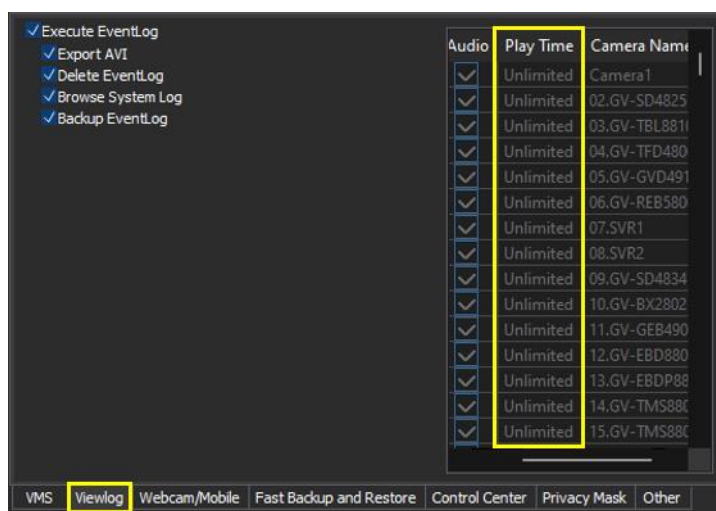 Execute EventLog
Export AVI
Delete EventLog
Browse System Log
Backup EventLog
Audio Play Time Camera Name
Unlimited Camera1
Unlimited 02.GV-SD4825
Unlimited 03.GV-TBL881
Unlimited 04.GV-TFD480
Unlimited 05.GV-GVD491
Unlimited 06.GV-REB580
Unlimited 07.SVR1
Unlimited 08.SVR2
Unlimited 09.GV-SD4834
Unlimited 10.GV-BX2802
Unlimited 11.GV-GEB490
Unlimited 12.GV-EBD880
Unlimited 13.GV-EBDP88
Unlimited 14.GV-TMS880
Unlimited 15.GV-TMS880
VMS Viewlog Webcam/Mobile Fast Backup and Restore Control Center Privacy Mask Other